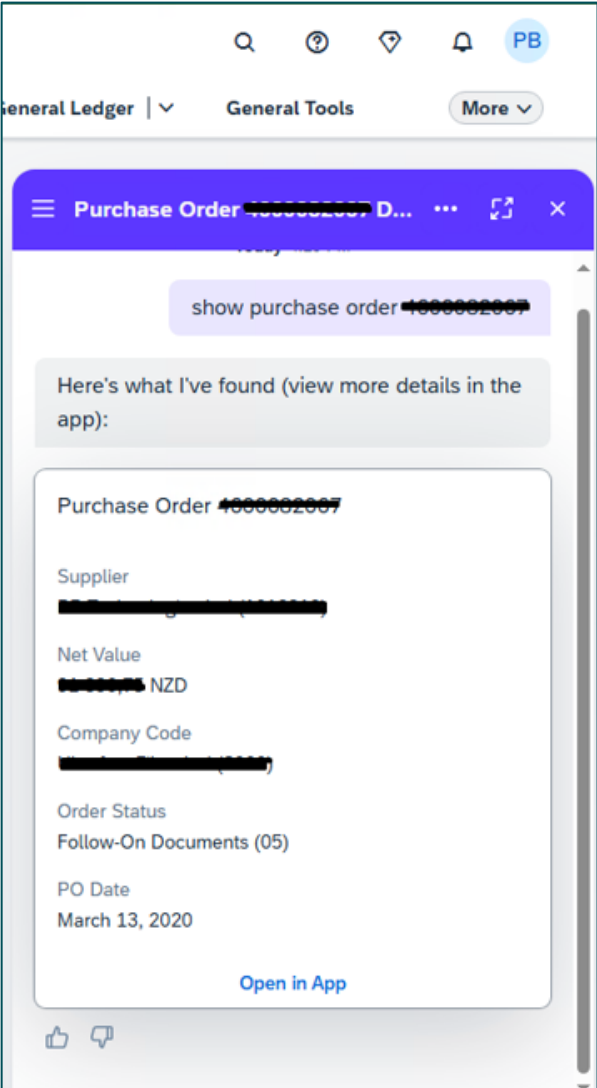 PB
General Ledger
General Tools
More
Purchase Order D...
show purchase order
Here's what I've found (view more details in the
app):
Purchase Order
Supplier
Net Value
NZD
Company Code
Order Status
Follow-On Documents (05)
PO Date
March 13, 2020
Open in App